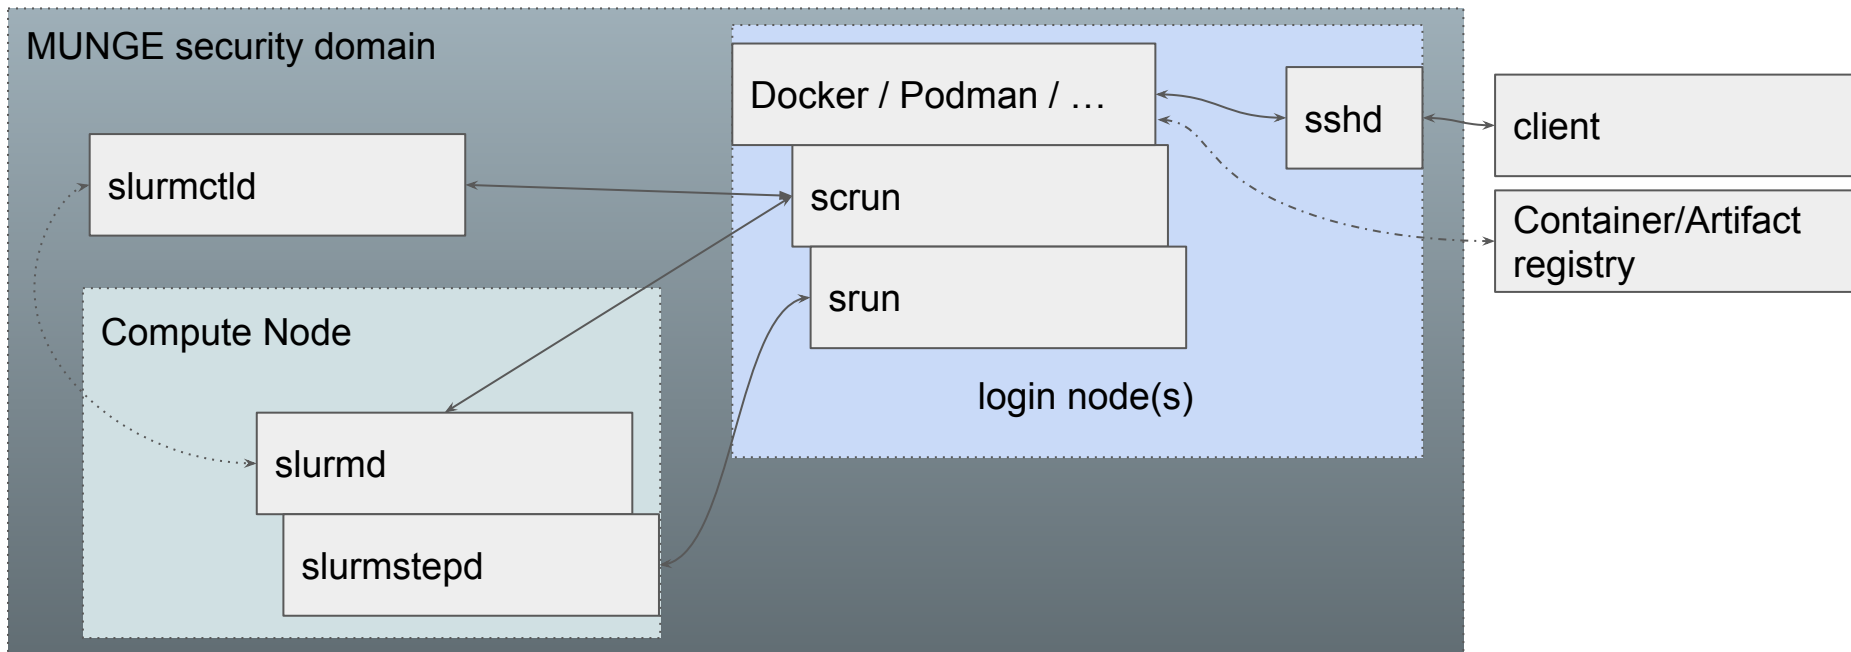 MUNGE security domain
Docker / Podman / …
sshd
client
slurmctld
scrun
Container/Artifact
registry
srun
Compute Node
login node(s)
slurmd
slurmstepd